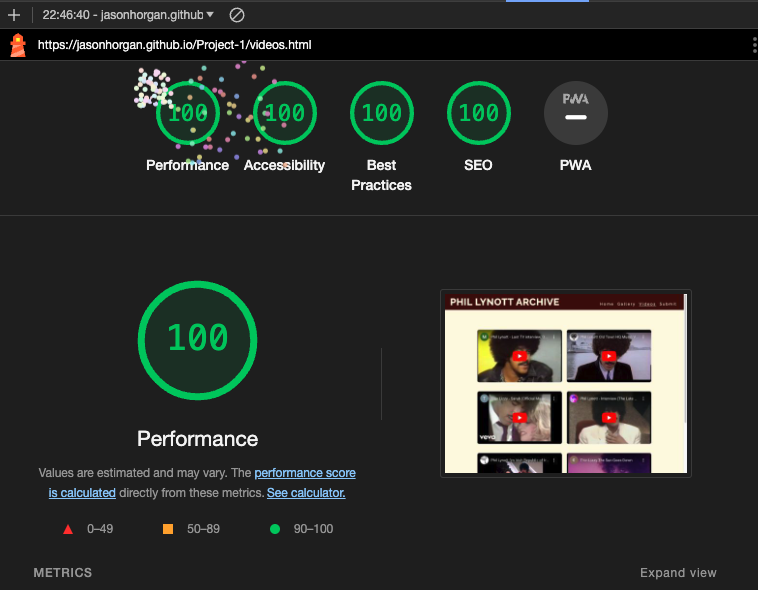 22:46:40 - jasonhorgan.github
https://jasonhorgan.github.io/Project-1/videos.html
100 100 100 100 PWA
Performance Accessibility Best Practices SEO PWA
100
Performance
Values are estimated and may vary. The performance score
is calculated directly from these metrics. See calculator.
0–49 50–89 90–100
PHIL LYNOTT ARCHIVE Home Gallery Videos Submit
vevo
METRICS Expand view